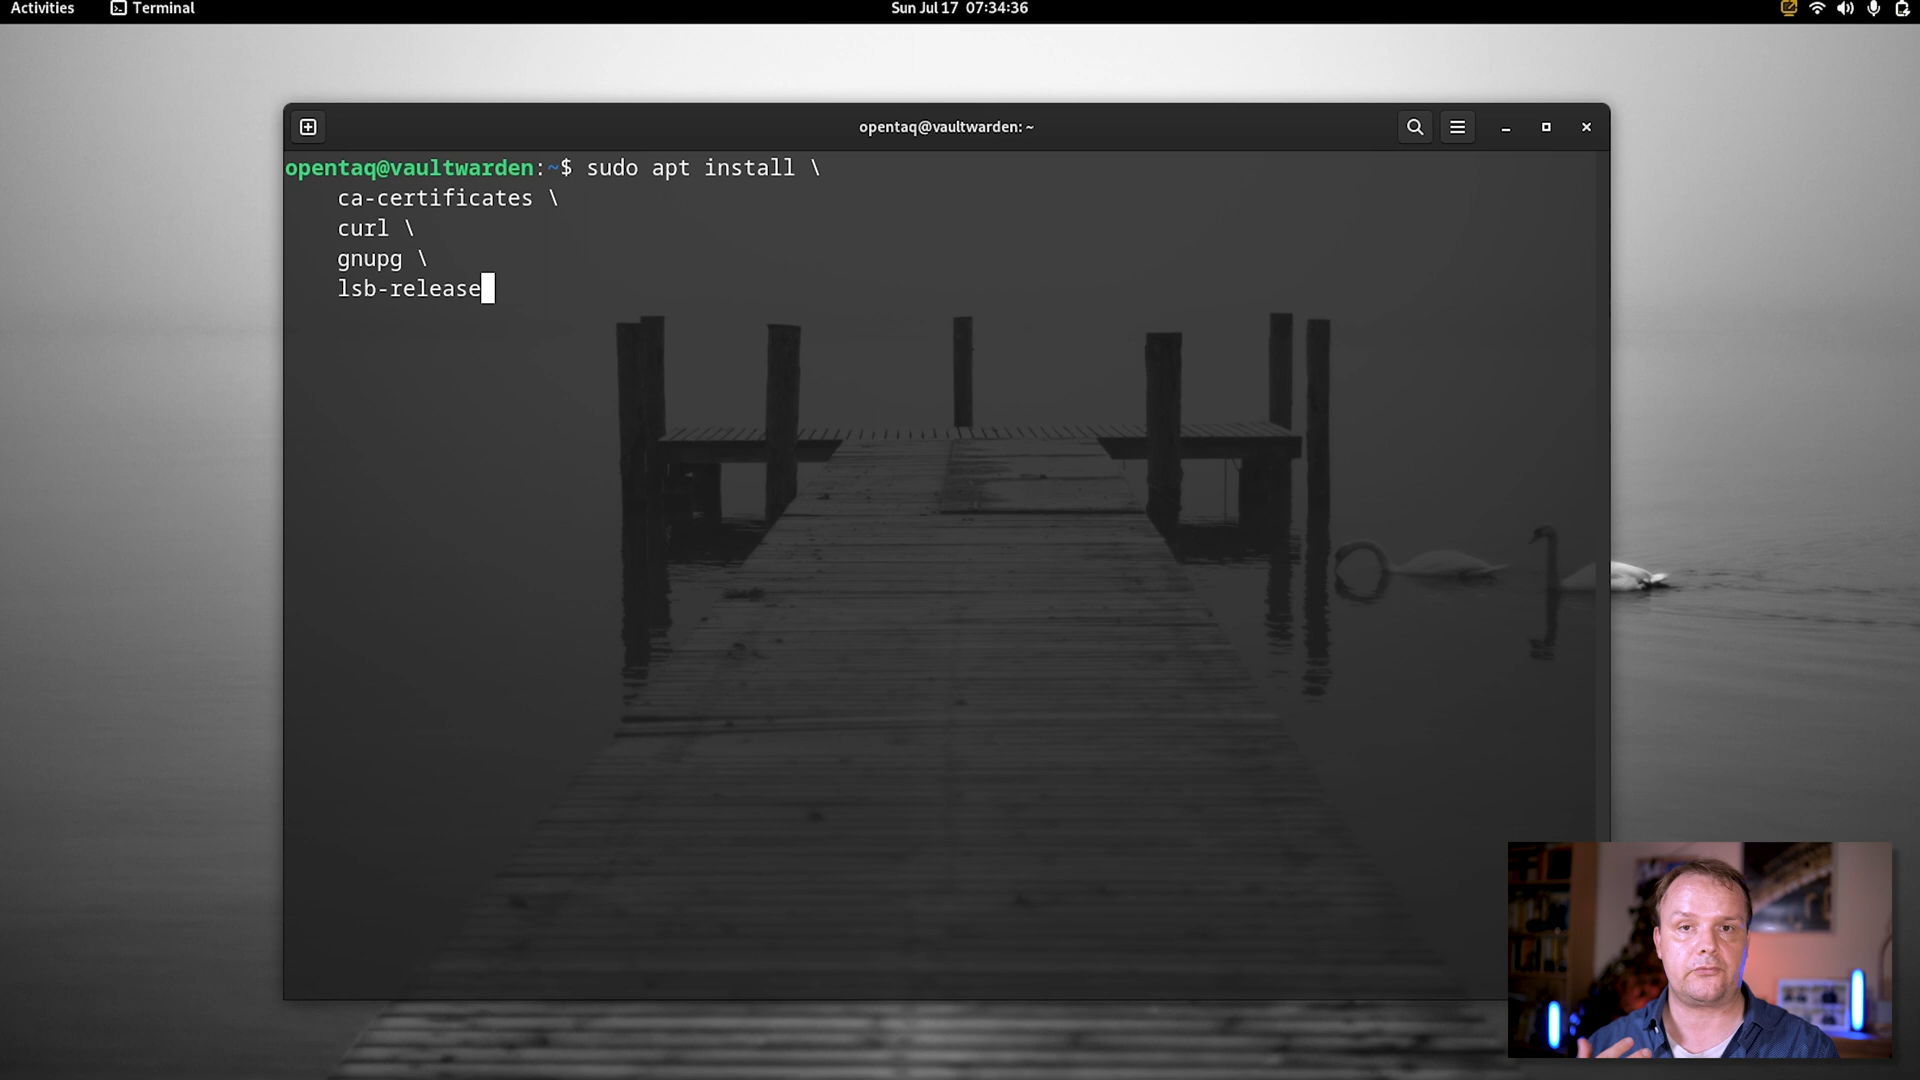 Activities Terminal Sun Jul 17 07:34:36
opentaq@vaultwarden: ~
opentaq@vaultwarden:~$ sudo apt install \
ca-certificates \
curl \
gnupg \
lsb-release